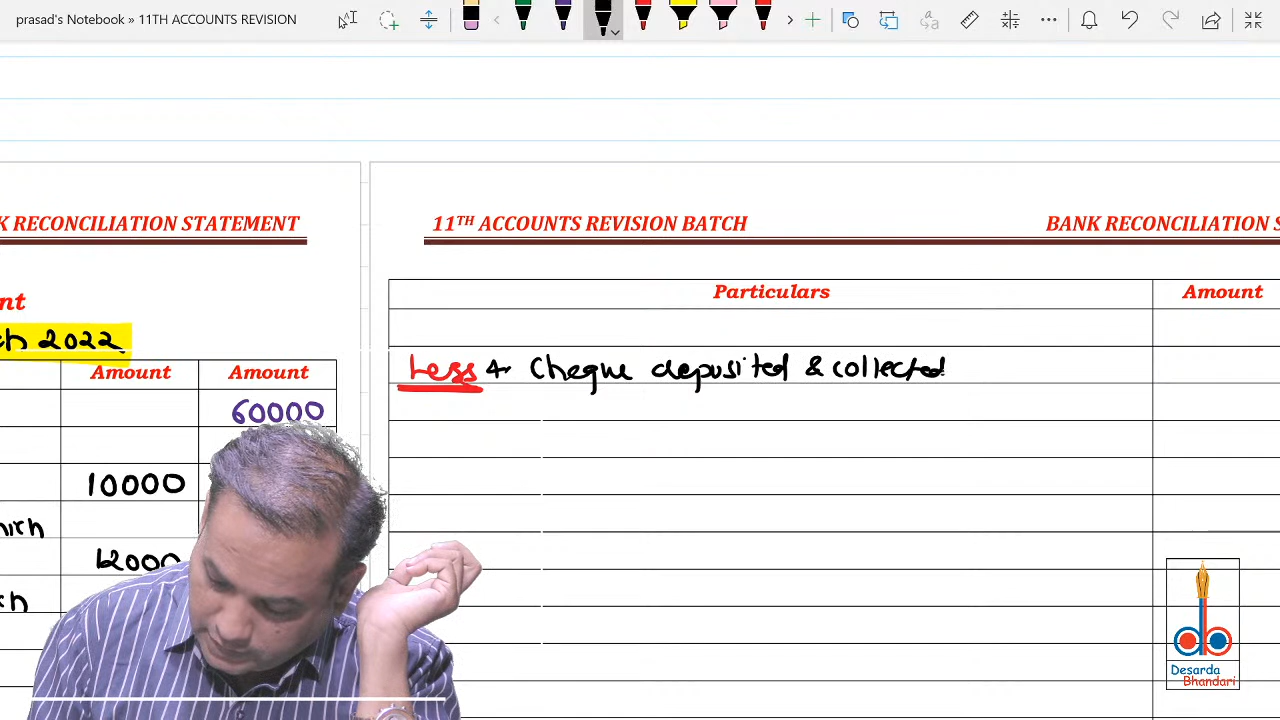 prasad's Notebook » 11TH ACCOUNTS REVISION
K RECONCILIATION STATEMENT
nt
ch 2022
Amount Amount
60000
10000
hich
12000
ch
11TH ACCOUNTS REVISION BATCH
BANK RECONCILIATION S
Particulars Amount
Less 4. Cheque deposited & collected
Desarda
Bhandari